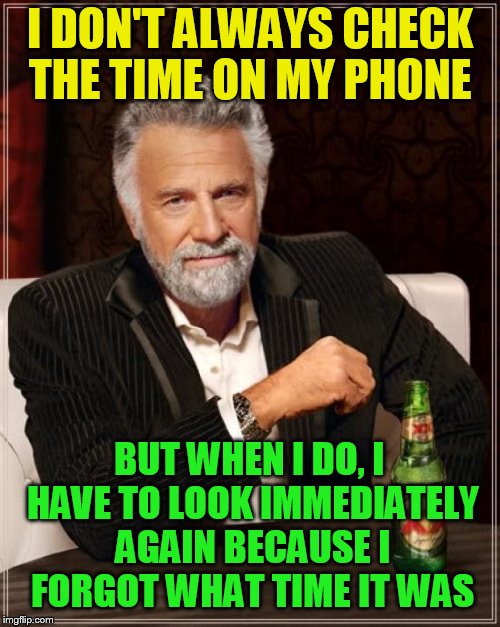 I DON'T ALWAYS CHECK
THE TIME ON MY PHONE
XX
BUT WHEN I DO, I
HAVE TO LOOK IMMEDIATELY
AGAIN BECAUSE I
FORGOT WHAT TIME IT WAS
imgflip.com